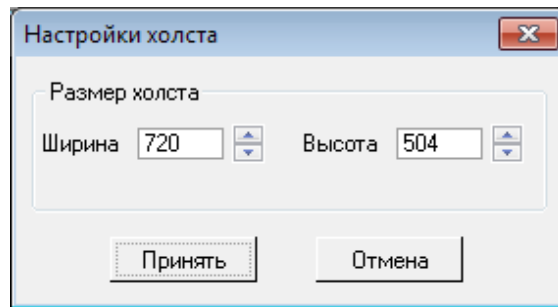 Настройки холста
Размер холста
Ширина 720 Высота 504
Принять Отмена